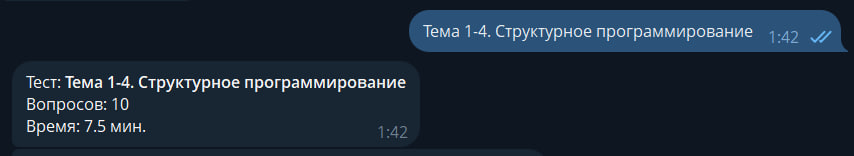 Тема 1-4. Структурное программирование 1:42
Тест: Тема 1-4. Структурное программирование
Вопросов: 10
Время: 7.5 мин. 1:42